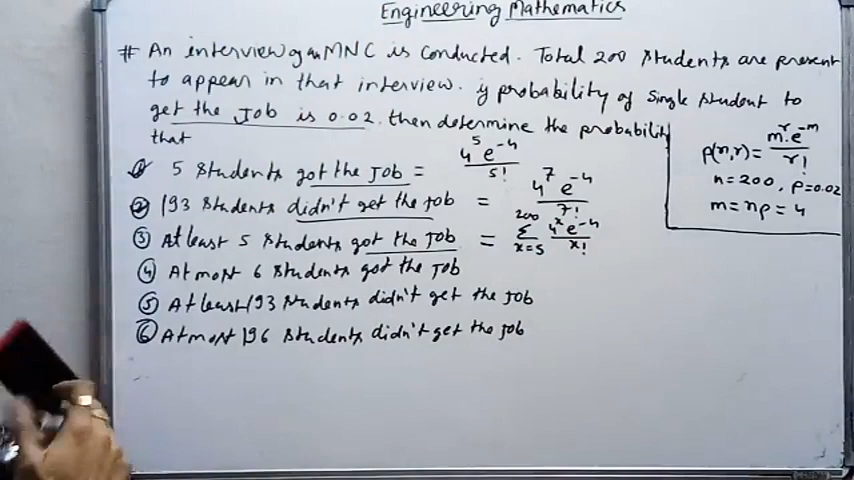 Engineering Mathematics
# An interview of an MNC is conducted. Total 200 students are present
to appear in that interview. if probability of single student to
get the Job is 0.02. then determine the probability
that
① 5 students got the Job = 4^5 e^-4 / 5!
② 193 students didn't get the job = 4^7 e^-4 / 7!
③ At least 5 students got the Job = 200 Σ x=5 4^x e^-4 / x!
④ At most 6 students got the Job
⑤ At least 193 students didn't get the job
⑥ At most 196 students didn't get the job
P(n,r) = m^r e^-m / r!
n = 200, P = 0.02
m = np = 4